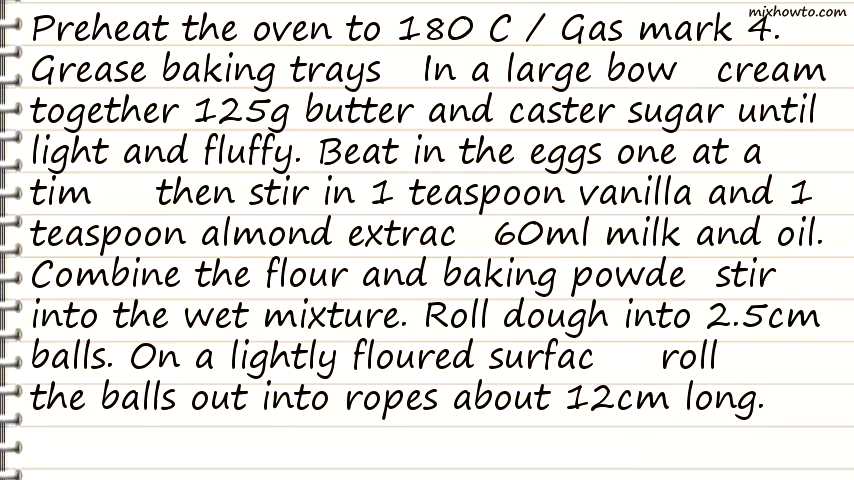 mixhowto.com
Preheat the oven to 180 C / Gas mark 4.
Grease baking trays   In a large bow   cream
together 125g butter and caster sugar until
light and fluffy. Beat in the eggs one at a
tim     then stir in 1 teaspoon vanilla and 1
teaspoon almond extrac   60ml milk and oil.
Combine the flour and baking powde   stir
into the wet mixture. Roll dough into 2.5cm
balls. On a lightly floured surfac     roll
the balls out into ropes about 12cm long.